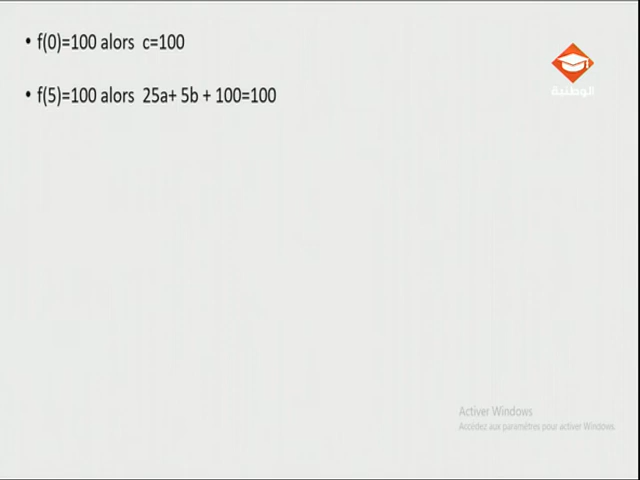 • f(0)=100 alors c=100
الوطنية
• f(5)=100 alors 25a+ 5b + 100=100
Activer Windows
Accédez aux paramètres pour activer Windows.